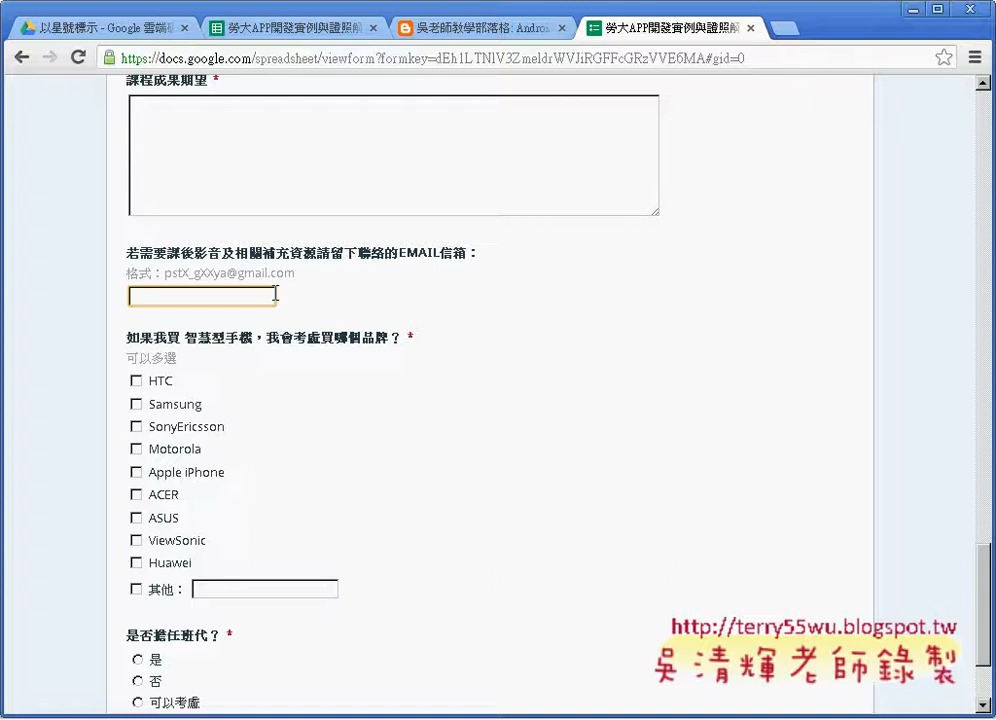 以星號標示 - Google 雲端硬
勞大APP開發實例與證照解
吳老師教學部落格: Androi
勞大APP開發實例與證照解
https://docs.google.com/spreadsheet/viewform?formkey=dEh1LTNlV3ZmeldrWVJiRGFFcGRzVVE6MA#gid=0
課程成果期望 *
若需要課後影音及相關補充資源請留下聯絡的EMAIL信箱：
格式：pstX_gXXya@gmail.com
如果我買 智慧型手機，我會考慮買哪個品牌？ *
可以多選
HTC
Samsung
SonyEricsson
Motorola
Apple iPhone
ACER
ASUS
ViewSonic
Huawei
其他：
是否擔任班代？ *
是
否
可以考慮
http://terry55wu.blogspot.tw
吳清輝老師錄製